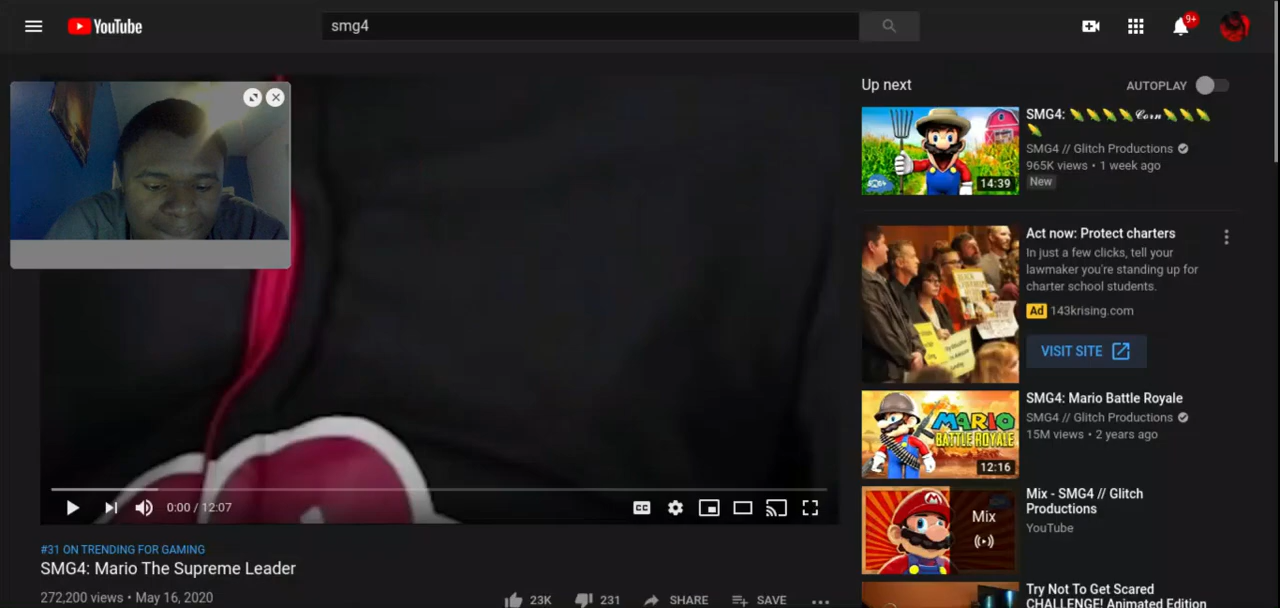 YouTube
smg4
9+
Up next
AUTOPLAY
SMG4: 🌽🌽🌽🌽𝓒𝓸𝓻𝓷🌽🌽🌽
🌽
SMG4 // Glitch Productions
965K views • 1 week ago
New
14:39
Act now: Protect charters
In just a few clicks, tell your
lawmaker you're standing up for
charter school students.
Ad 143krising.com
VISIT SITE
SMG4: Mario Battle Royale
SMG4 // Glitch Productions
15M views • 2 years ago
MARIO
BATTLE ROYALE
12:16
Mix - SMG4 // Glitch
Productions
YouTube
Mix
Try Not To Get Scared
CHALLENGE! Animated Edition
0:00 / 12:07
CC
#31 ON TRENDING FOR GAMING
SMG4: Mario The Supreme Leader
272,200 views • May 16, 2020
23K
231
SHARE
SAVE